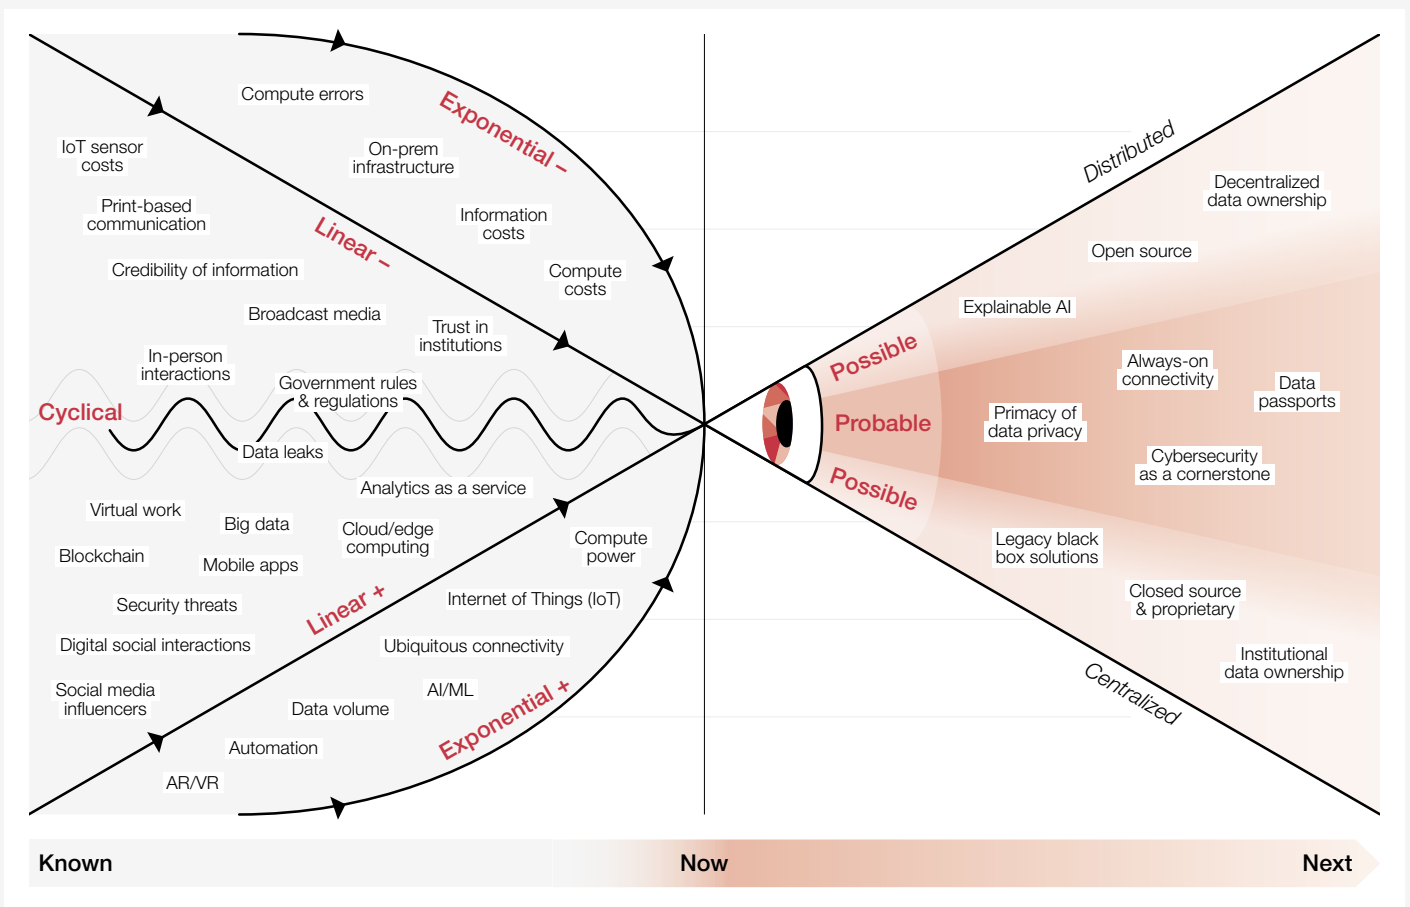 Compute errors
Exponential –
IoT sensor
costs
On-prem
infrastructure
Print-based
communication
Linear –
Information
costs
Credibility of information
Compute
costs
Broadcast media
Trust in
institutions
In-person
interactions
Government rules
& regulations
Cyclical
Data leaks
Analytics as a service
Virtual work
Big data
Cloud/edge
computing
Compute
power
Blockchain
Mobile apps
Linear +
Security threats
Internet of Things (IoT)
Digital social interactions
Ubiquitous connectivity
Social media
influencers
AI/ML
Data volume
Exponential +
Automation
AR/VR
Distributed
Decentralized
data ownership
Open source
Explainable AI
Possible
Always-on
connectivity
Data
passports
Probable
Primacy of
data privacy
Cybersecurity
as a cornerstone
Possible
Legacy black
box solutions
Closed source
& proprietary
Institutional
data ownership
Centralized
Known
Now
Next